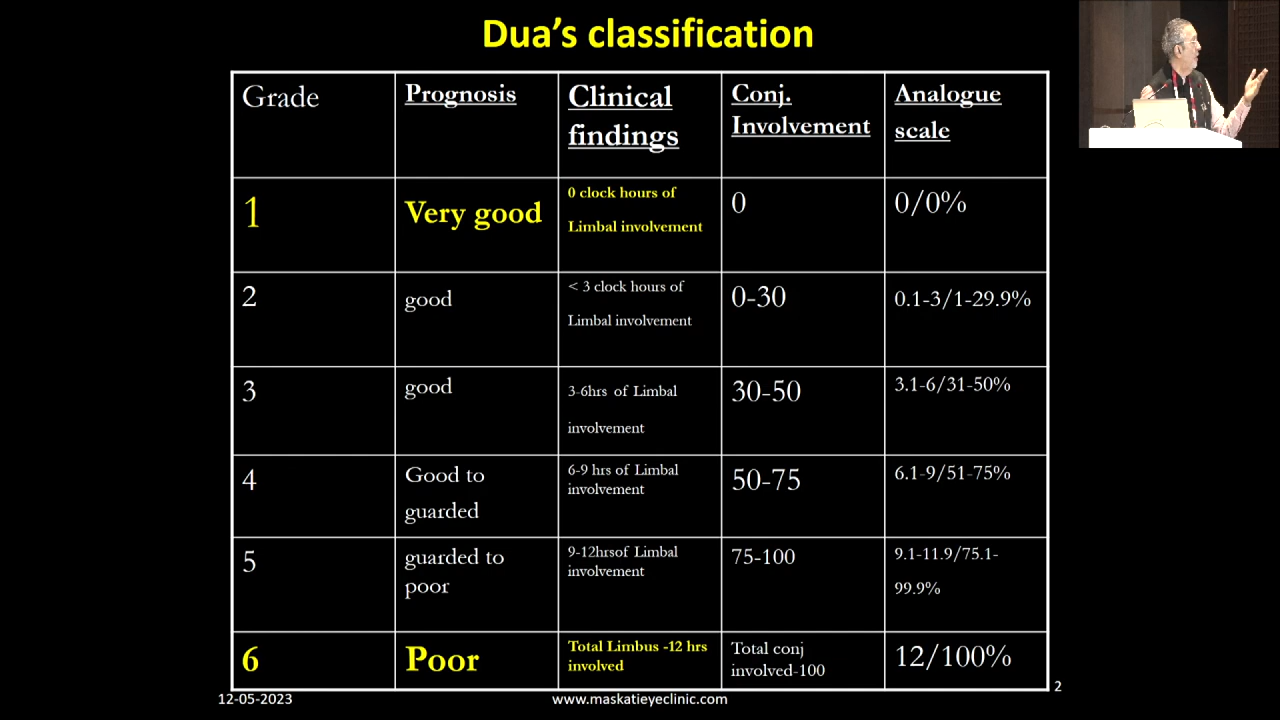 Dua's classification
Grade
Prognosis
Clinical
findings
Conj.
Involvement
Analogue
scale
1
Very good
0 clock hours of
Limbal involvement
0
0/0%
2
good
< 3 clock hours of
Limbal involvement
0-30
0.1-3/1-29.9%
3
good
3-6hrs of Limbal
involvement
30-50
3.1-6/31-50%
4
Good to
guarded
6-9 hrs of Limbal
involvement
50-75
6.1-9/51-75%
5
guarded to
poor
9-12hrsof Limbal
involvement
75-100
9.1-11.9/75.1-
99.9%
6
Poor
Total Limbus -12 hrs
involved
Total conj
involved-100
12/100%
12-05-2023
www.maskatieyeclinic.com
2